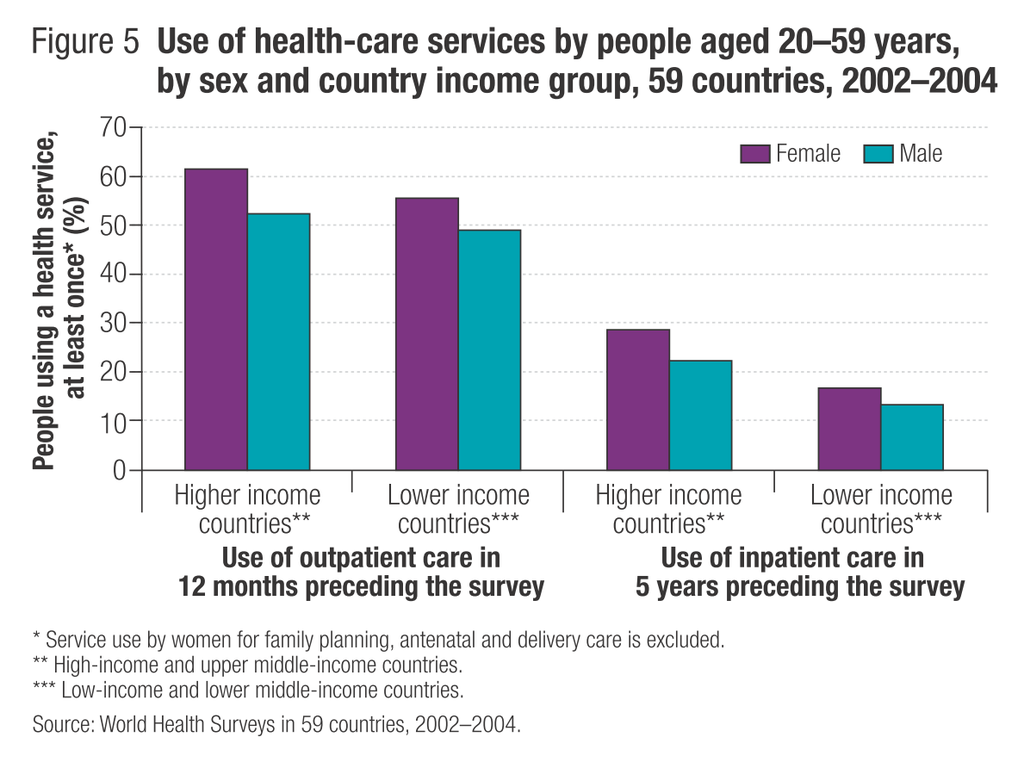 Figure 5 Use of health-care services by people aged 20–59 years,
by sex and country income group, 59 countries, 2002–2004
People using a health service,
at least once* (%)
70
60
50
40
30
20
10
0
Female Male
Higher income
countries**
Lower income
countries***
Higher income
countries**
Lower income
countries***
Use of outpatient care in
12 months preceding the survey
Use of inpatient care in
5 years preceding the survey
* Service use by women for family planning, antenatal and delivery care is excluded.
** High-income and upper middle-income countries.
*** Low-income and lower middle-income countries.
Source: World Health Surveys in 59 countries, 2002–2004.